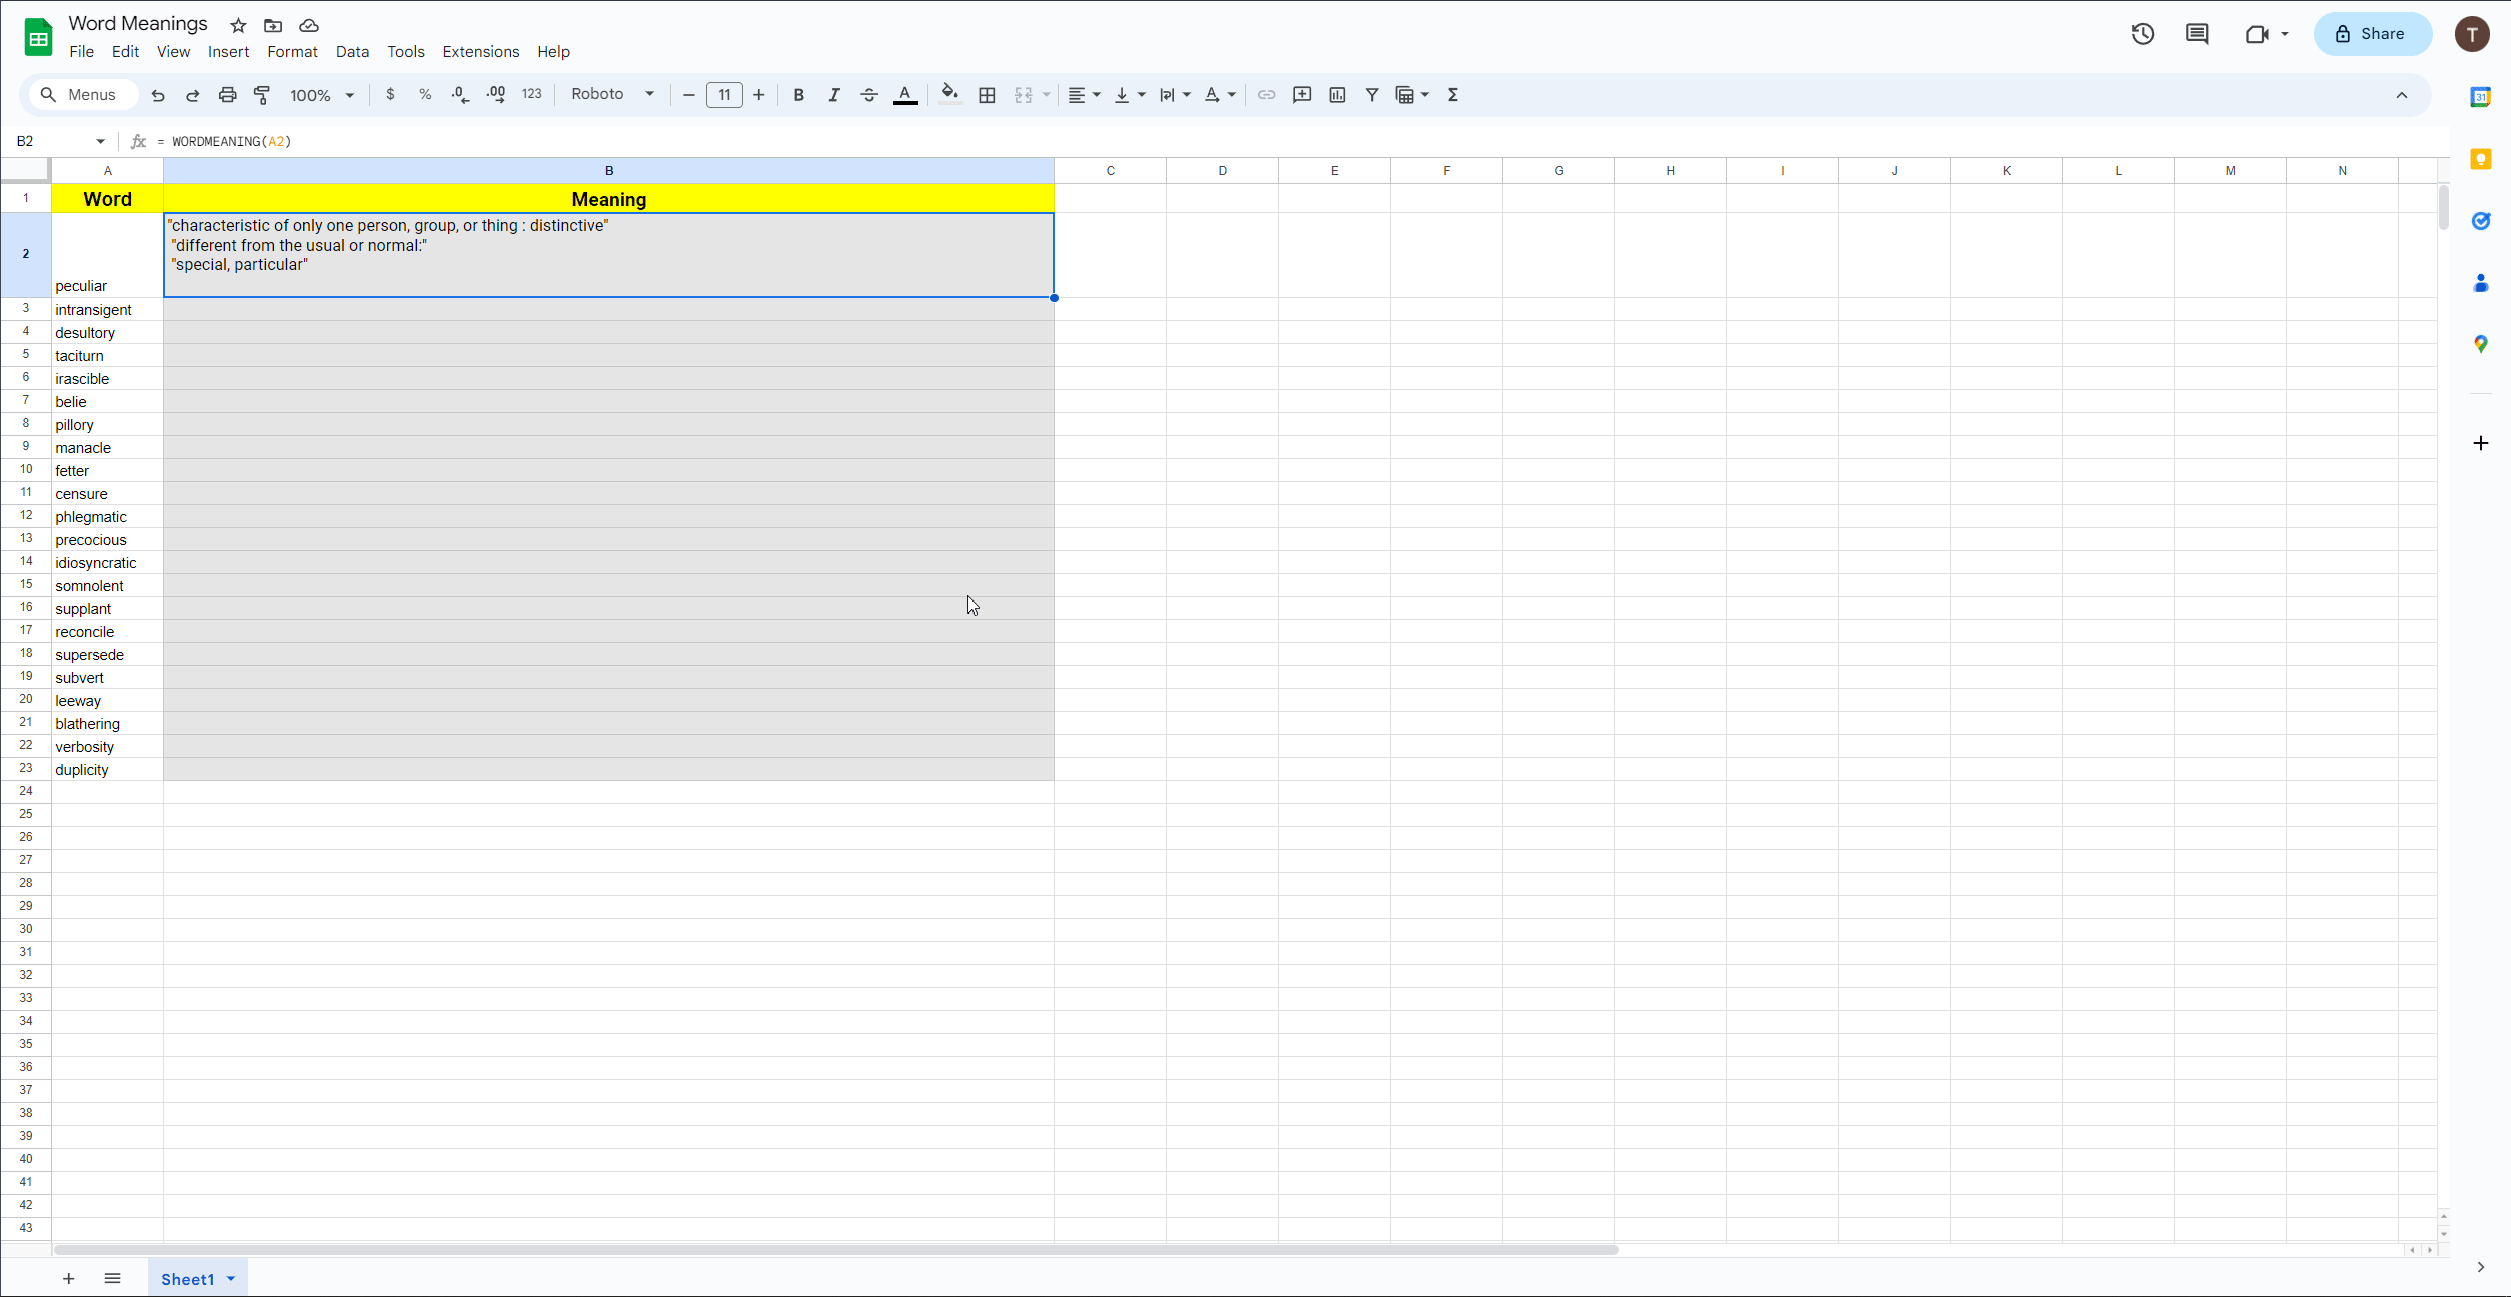 Word Meanings
File Edit View Insert Format Data Tools Extensions Help
Share
T
Menus 100% $ % .0 .00 123 Roboto 11 B I S A Σ
31
B2 fx = WORDMEANING(A2)
A B C D E F G H I J K L M N
1 Word Meaning
2 peculiar "characteristic of only one person, group, or thing : distinctive"
"different from the usual or normal:"
"special, particular"
3 intransigent
4 desultory
5 taciturn
6 irascible
7 belie
8 pillory
9 manacle
10 fetter
11 censure
12 phlegmatic
13 precocious
14 idiosyncratic
15 somnolent
16 supplant
17 reconcile
18 supersede
19 subvert
20 leeway
21 blathering
22 verbosity
23 duplicity
24
25
26
27
28
29
30
31
32
33
34
35
36
37
38
39
40
41
42
43
Sheet1